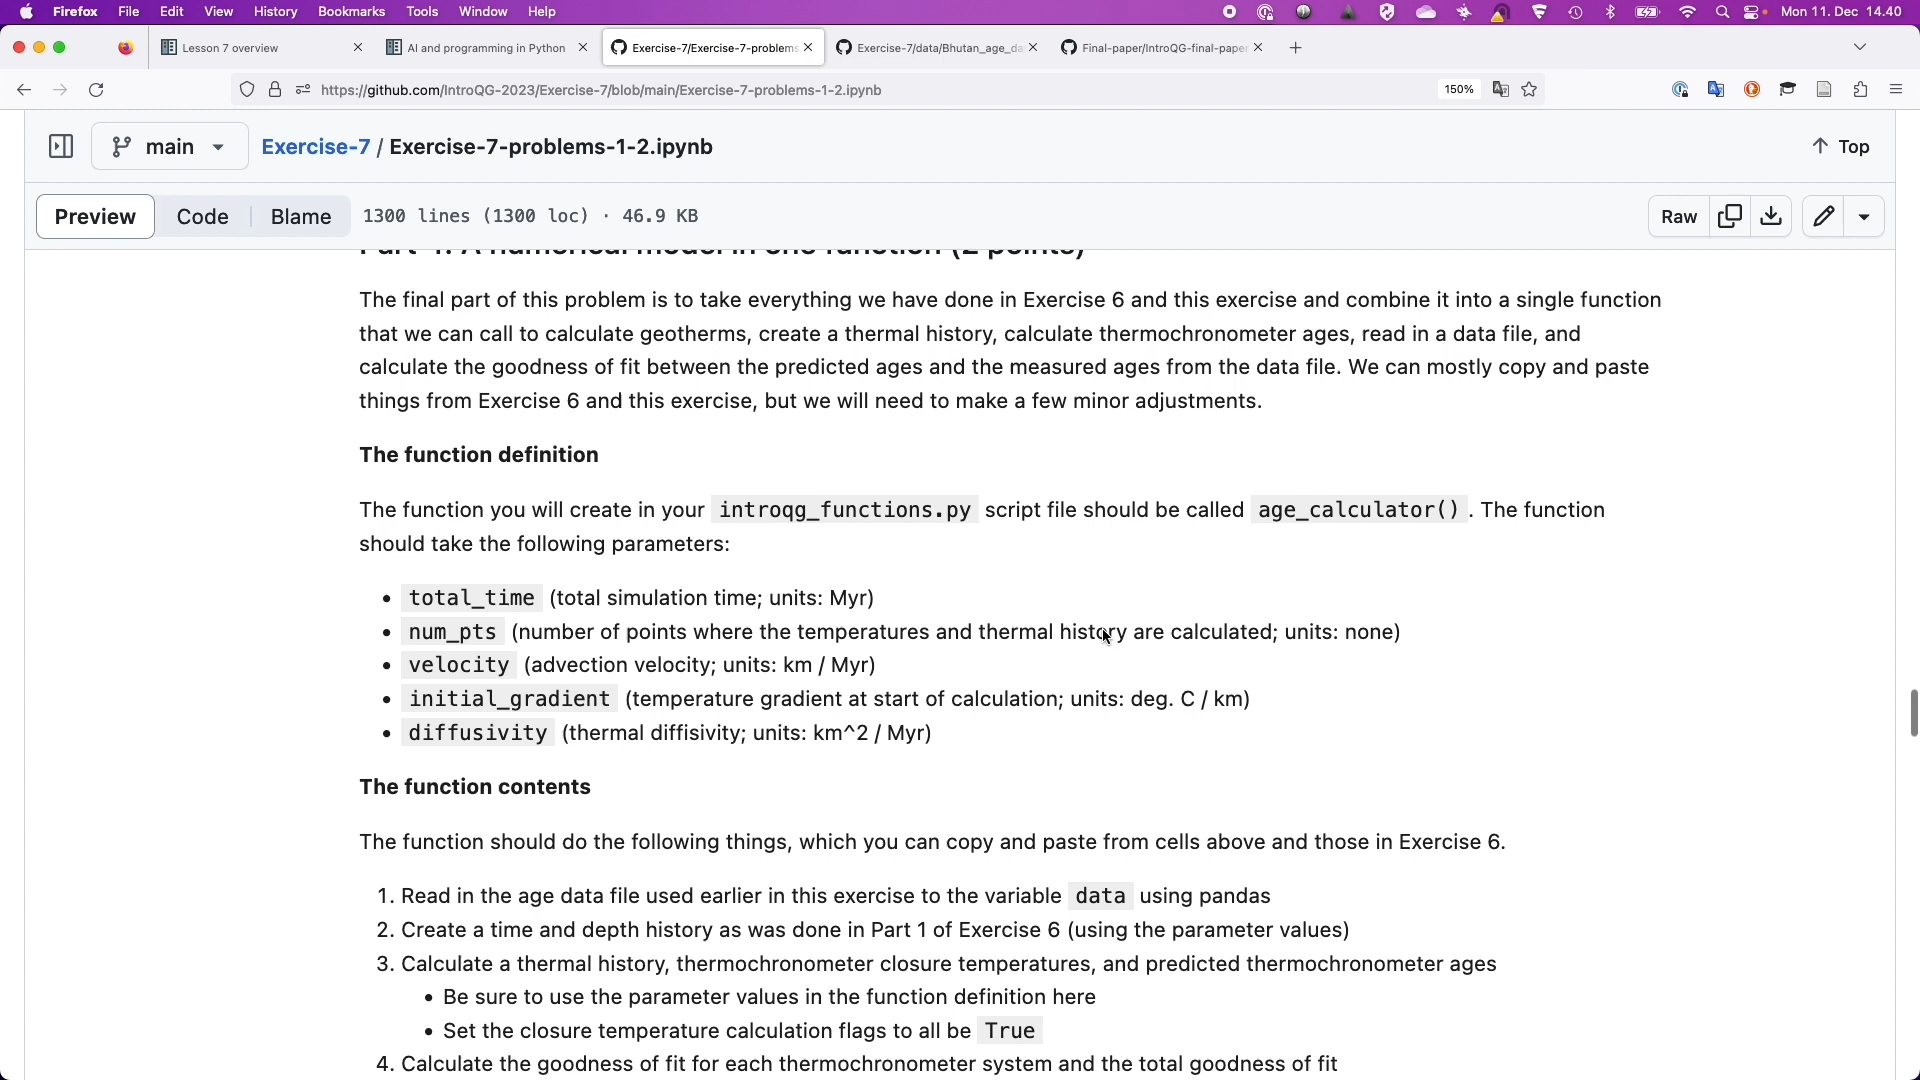 Firefox File Edit View History Bookmarks Tools Window Help Mon 11. Dec 14.40
Lesson 7 overview AI and programming in Python Exercise-7/Exercise-7-problems Exercise-7/data/Bhutan_age_da Final-paper/IntroQG-final-paper
https://github.com/IntroQG-2023/Exercise-7/blob/main/Exercise-7-problems-1-2.ipynb 150%
main Exercise-7 / Exercise-7-problems-1-2.ipynb Top
Preview Code Blame 1300 lines (1300 loc) · 46.9 KB Raw
Part 4. A numerical model in one function (2 points)
The final part of this problem is to take everything we have done in Exercise 6 and this exercise and combine it into a single function
that we can call to calculate geotherms, create a thermal history, calculate thermochronometer ages, read in a data file, and
calculate the goodness of fit between the predicted ages and the measured ages from the data file. We can mostly copy and paste
things from Exercise 6 and this exercise, but we will need to make a few minor adjustments.
The function definition
The function you will create in your introqg_functions.py script file should be called age_calculator() . The function
should take the following parameters:
• total_time (total simulation time; units: Myr)
• num_pts (number of points where the temperatures and thermal history are calculated; units: none)
• velocity (advection velocity; units: km / Myr)
• initial_gradient (temperature gradient at start of calculation; units: deg. C / km)
• diffusivity (thermal diffisivity; units: km^2 / Myr)
The function contents
The function should do the following things, which you can copy and paste from cells above and those in Exercise 6.
1. Read in the age data file used earlier in this exercise to the variable data using pandas
2. Create a time and depth history as was done in Part 1 of Exercise 6 (using the parameter values)
3. Calculate a thermal history, thermochronometer closure temperatures, and predicted thermochronometer ages
• Be sure to use the parameter values in the function definition here
• Set the closure temperature calculation flags to all be True
4. Calculate the goodness of fit for each thermochronometer system and the total goodness of fit